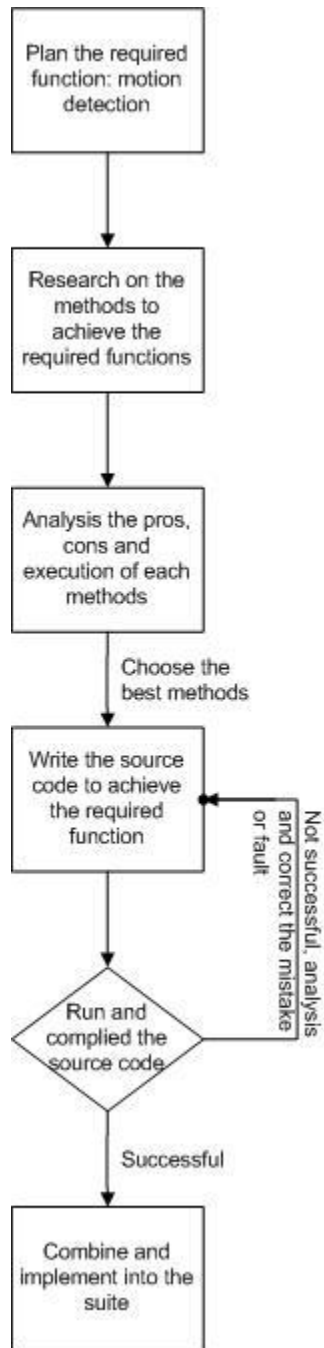 Plan the required
function: motion
detection
Research on the
methods to
achieve the
required functions
Analysis the pros,
cons and
execution of each
methods
Choose the
best methods
Write the source
code to achieve
the required
function
Not successful, analysis
and correct the mistake
or fault
Run and
complied the
source code
Successful
Combine and
implement into the
suite